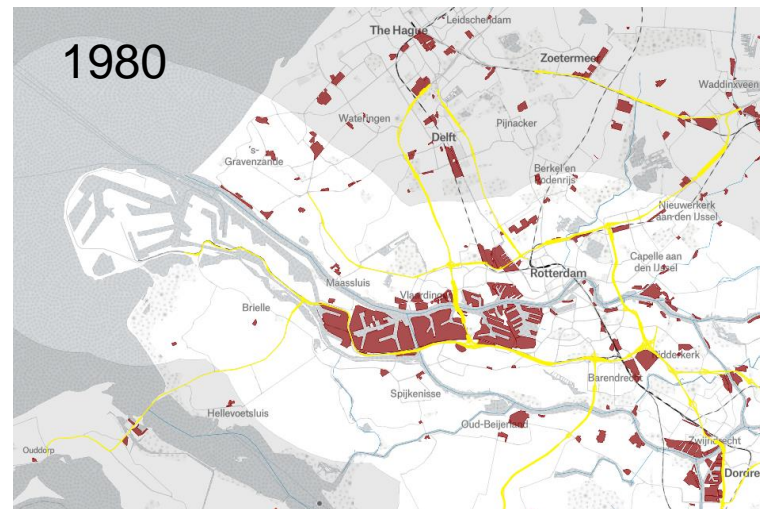 1980
Leidschendam
The Hague
Zoetermeer
Waddinxveen
Wateringen
Pijnacker
Delft
's-
Gravenzande
Berkel en
Rodenrijs
Nieuwerkerk
aan den IJssel
Capelle aan
den IJssel
Rotterdam
Maassluis
Vlaardingen
Brielle
Ridderkerk
Barendrecht
Spijkenisse
Hellevoetsluis
Oud-Beijerland
Zwijndrecht
Ouddorp
Dordre